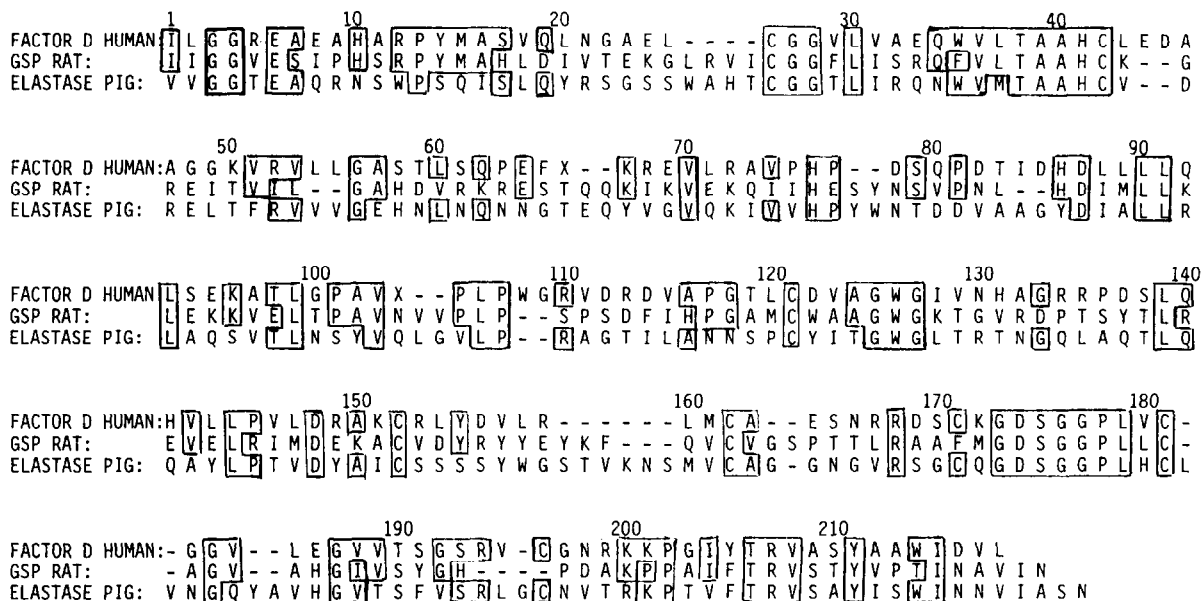 1 10 20 30 40
FACTOR D HUMAN: I L G G R E A E A H A R P Y M A S V Q L N G A E L - - - - C G G V L V A E Q W V L T A A H C L E D A
GSP RAT: I I G G V E S I P H S R P Y M A H L D I V T E K G L R V I C G G F L I S R Q F V L T A A H C K - - G
ELASTASE PIG: V V G G T E A Q R N S W P S Q I S L Q Y R S G S S W A H T C G G T L I R Q N W V M T A A H C V - - D
50 60 70 80 90
FACTOR D HUMAN: A G G K V R V L L G A S T L S Q P E F X - - K R E V L R A V P H P - - D S Q P D T I D H D L L L L Q
GSP RAT: R E I T V I L - - G A H D V R K R E S T Q Q K I K V E K Q I I H E S Y N S V P N L - - H D I M L L K
ELASTASE PIG: R E L T F R V V V G E H N L N Q N N G T E Q Y V G V Q K I V V H P Y W N T D D V A A G Y D I A L L R
100 110 120 130 140
FACTOR D HUMAN L S E K A T L G P A V X - - P L P W G R V D R D V A P G T L C D V A G W G I V N H A G R R P D S L Q
GSP RAT: L E K K V E L T P A V N V V P L P - - S P S D F I H P G A M C W A A G W G K T G V R D P T S Y T L R
ELASTASE PIG: L A Q S V T L N S Y V Q L G V L P - - R A G T I L A N N S P C Y I T G W G L T R T N G Q L A Q T L Q
150 160 170 180
FACTOR D HUMAN: H V L L P V L D R A K C R L Y D V L R - - - - - - L M C A - E S N R R D S C K G D S G G P L V C -
GSP RAT: E V E L R I M D E K A C V D Y R Y Y E Y K F - - - Q V C V G S P T T L R A A F M G D S G G P L L C -
ELASTASE PIG: Q A Y L P T V D Y A I C S S S S Y W G S T V K N S M V C A G - G N G V R S G C Q G D S G G P L H C L
190 200 210
FACTOR D HUMAN: - G G V - - L E G V V T S G S R V - C G N R K K P G I Y T R V A S Y A A W I D V L
GSP RAT: - A G V - - A H G I V S Y G H - - - - P D A K P P A I F T R V S T Y V P T I N A V I N
ELASTASE PIG: V N G Q Y A V H G V T S F V S R L G C N V T R K P T V F T R V S A Y I S W I N N V I A S N